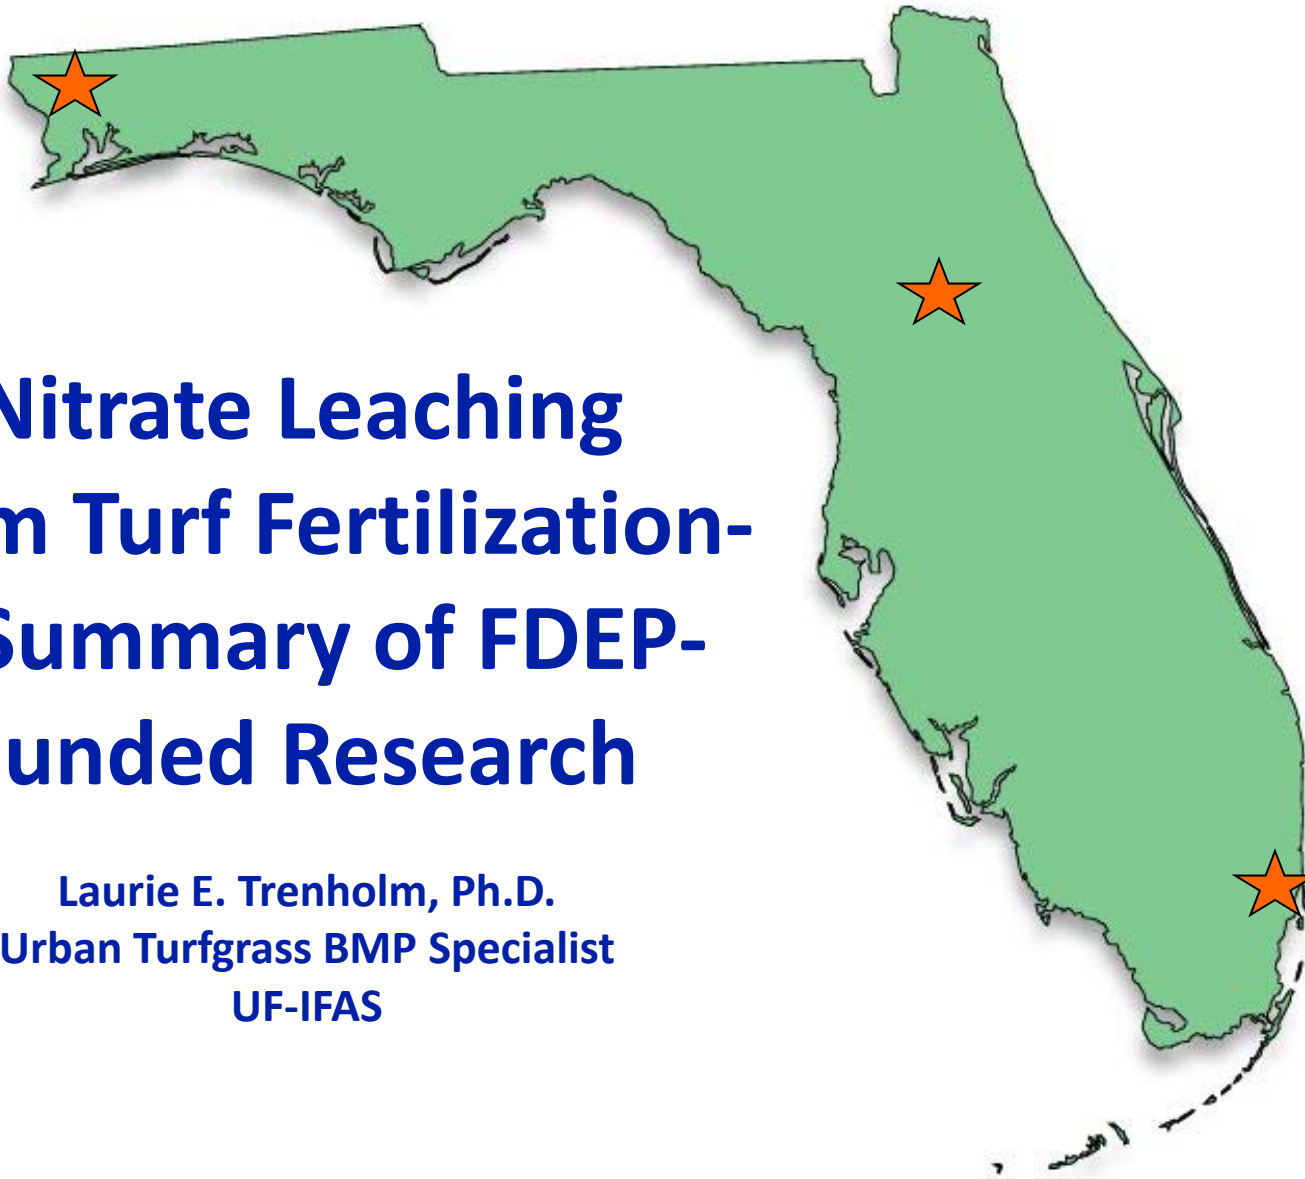 Nitrate Leaching
m Turf Fertilization-
Summary of FDEP-
unded Research
Laurie E. Trenholm, Ph.D.
Urban Turfgrass BMP Specialist
UF-IFAS